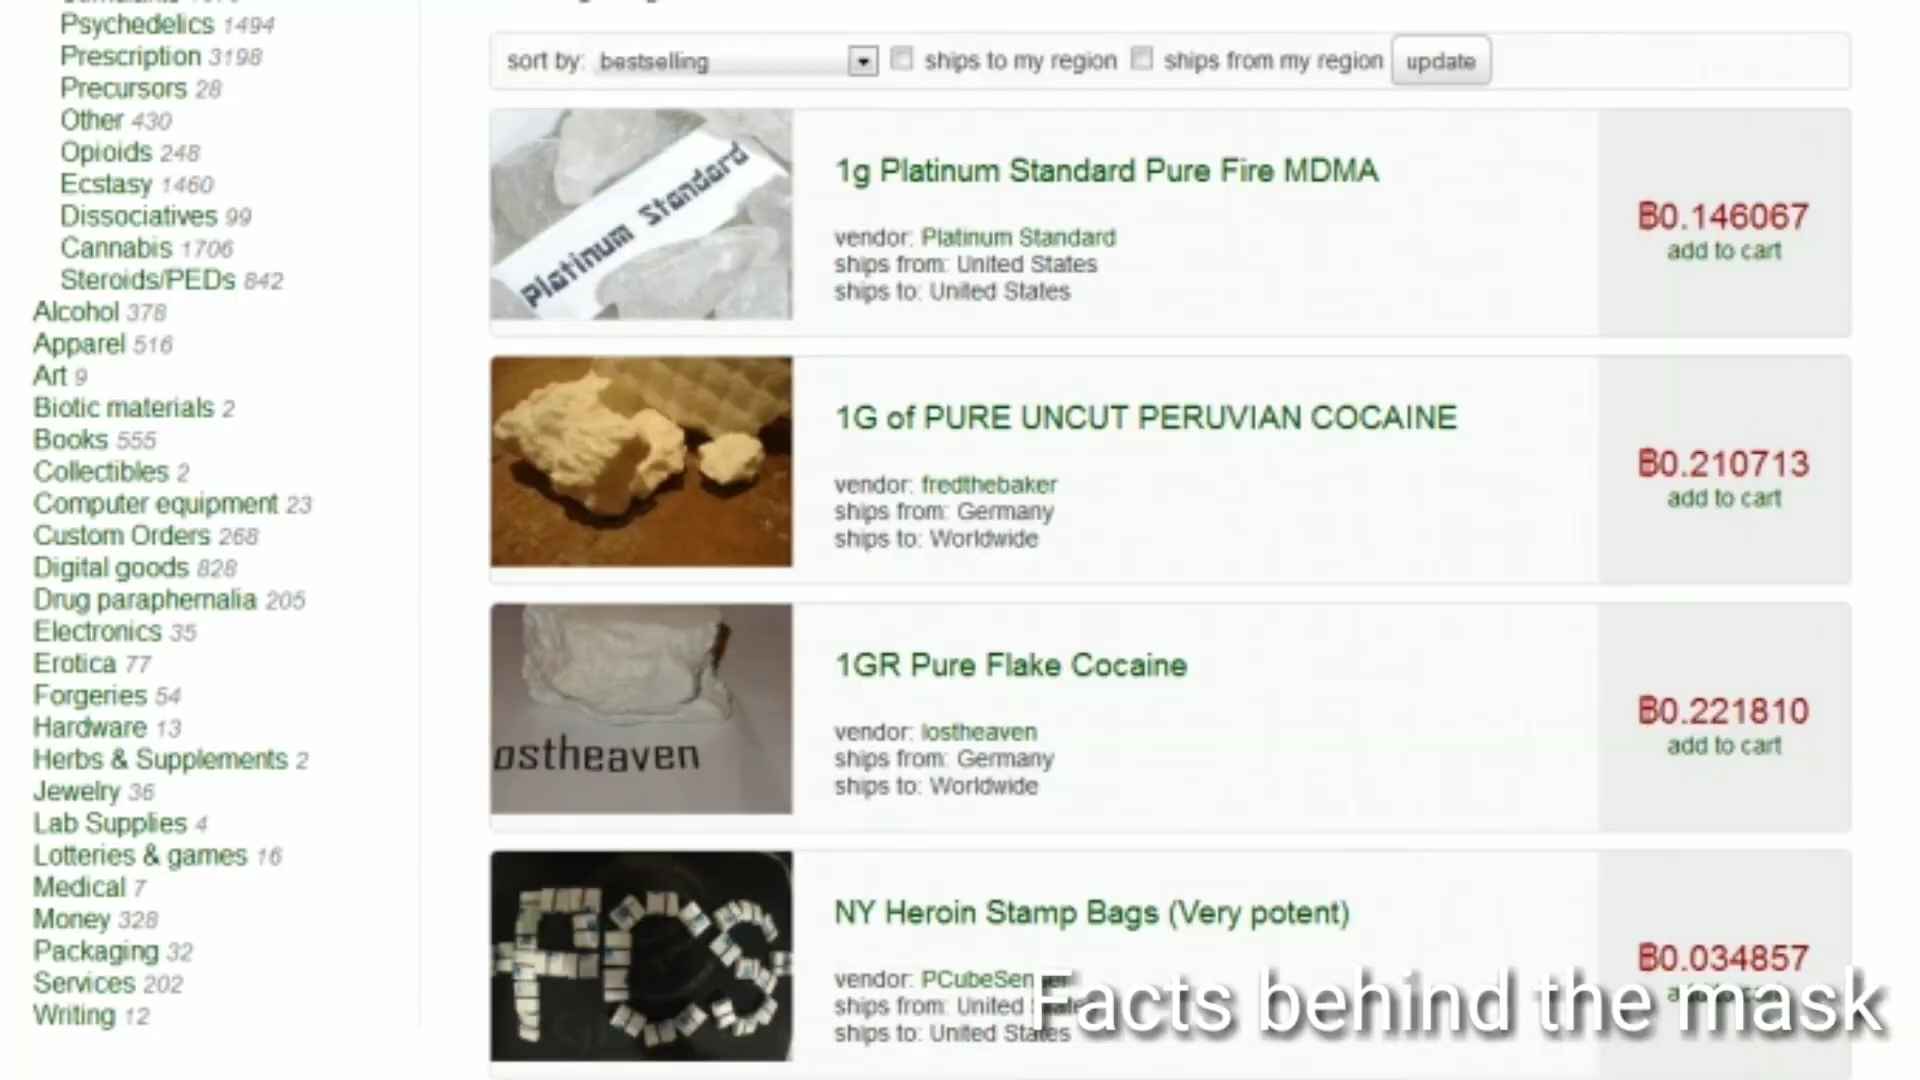 Psychedelics 1494
Prescription 3198
Precursors 28
Other 430
Opioids 248
Ecstasy 1460
Dissociatives 99
Cannabis 1706
Steroids/PEDs 842
Alcohol 378
Apparel 516
Art 9
Biotic materials 2
Books 555
Collectibles 2
Computer equipment 23
Custom Orders 268
Digital goods 828
Drug paraphernalia 205
Electronics 35
Erotica 77
Forgeries 54
Hardware 13
Herbs & Supplements 2
Jewelry 36
Lab Supplies 4
Lotteries & games 16
Medical 7
Money 328
Packaging 32
Services 202
Writing 12
sort by: bestselling ships to my region ships from my region update
Platinum Standard
1g Platinum Standard Pure Fire MDMA
vendor: Platinum Standard
ships from: United States
ships to: United States
฿0.146067
add to cart
1G of PURE UNCUT PERUVIAN COCAINE
vendor: fredthebaker
ships from: Germany
ships to: Worldwide
฿0.210713
add to cart
ostheaven
1GR Pure Flake Cocaine
vendor: lostheaven
ships from: Germany
ships to: Worldwide
฿0.221810
add to cart
PCS
NY Heroin Stamp Bags (Very potent)
vendor:
ships from: United
ships to: United States
฿0.034857
Facts behind the mask